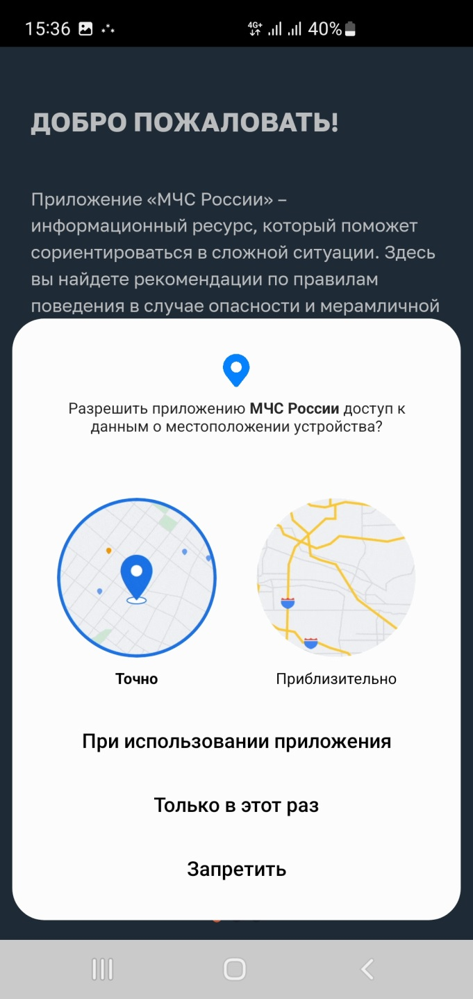 15:36 4G+ 40%
ДОБРО ПОЖАЛОВАТЬ!
Приложение «МЧС России» –
информационный ресурс, который поможет
сориентироваться в сложной ситуации. Здесь
вы найдете рекомендации по правилам
поведения в случае опасности и мерамличной
Разрешить приложению МЧС России доступ к
данным о местоположении устройства?
Точно
Приблизительно
При использовании приложения
Только в этот раз
Запретить